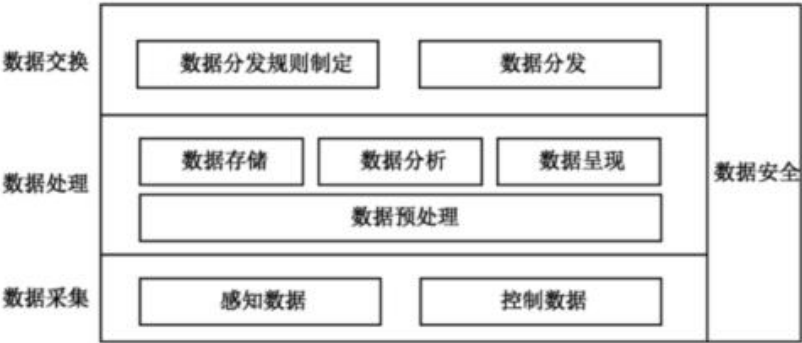 数据交换
数据分发规则制定
数据分发
数据处理
数据存储
数据分析
数据呈现
数据预处理
数据安全
数据采集
感知数据
控制数据